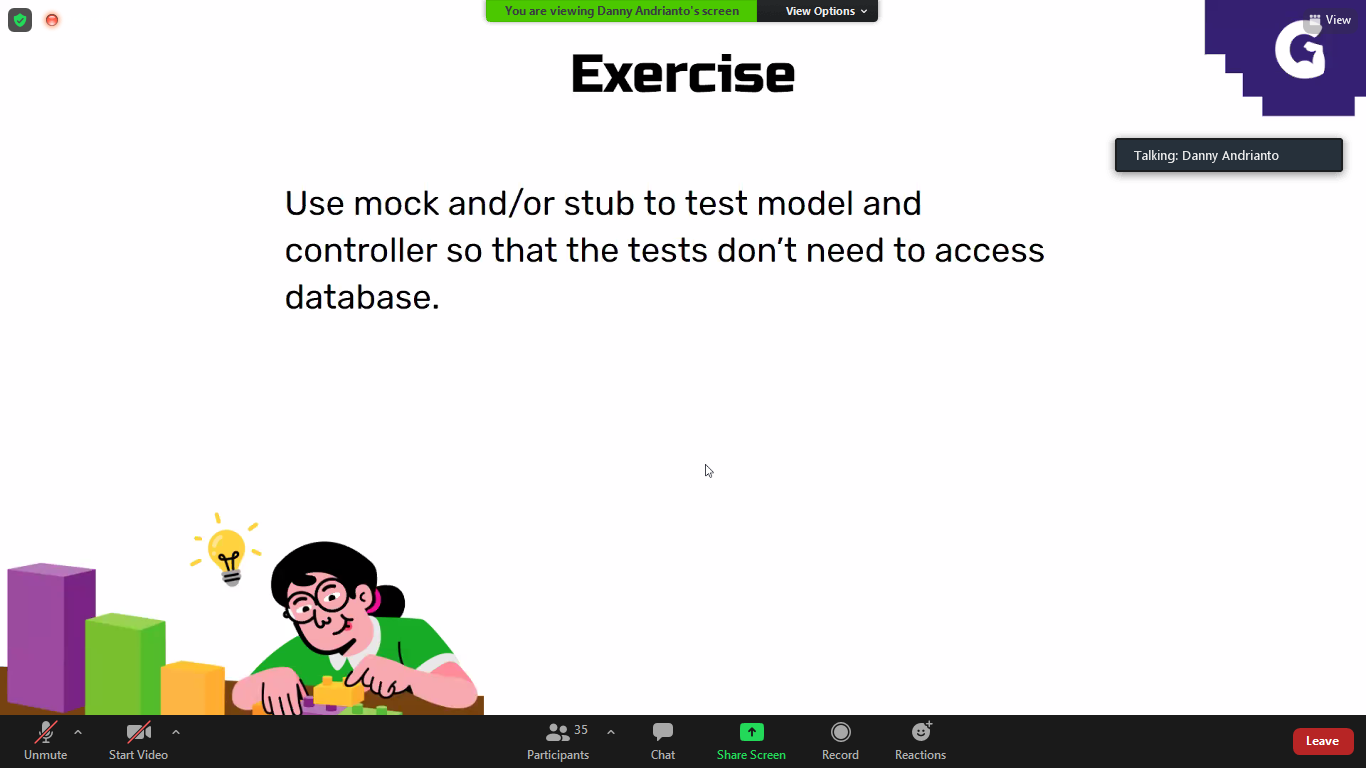 You are viewing Danny Andrianto's screen
View Options
View
Exercise
G
Talking: Danny Andrianto
Use mock and/or stub to test model and
controller so that the tests don't need to access
database.
Unmute
Start Video
35
Participants
Chat
Share Screen
Record
Reactions
Leave